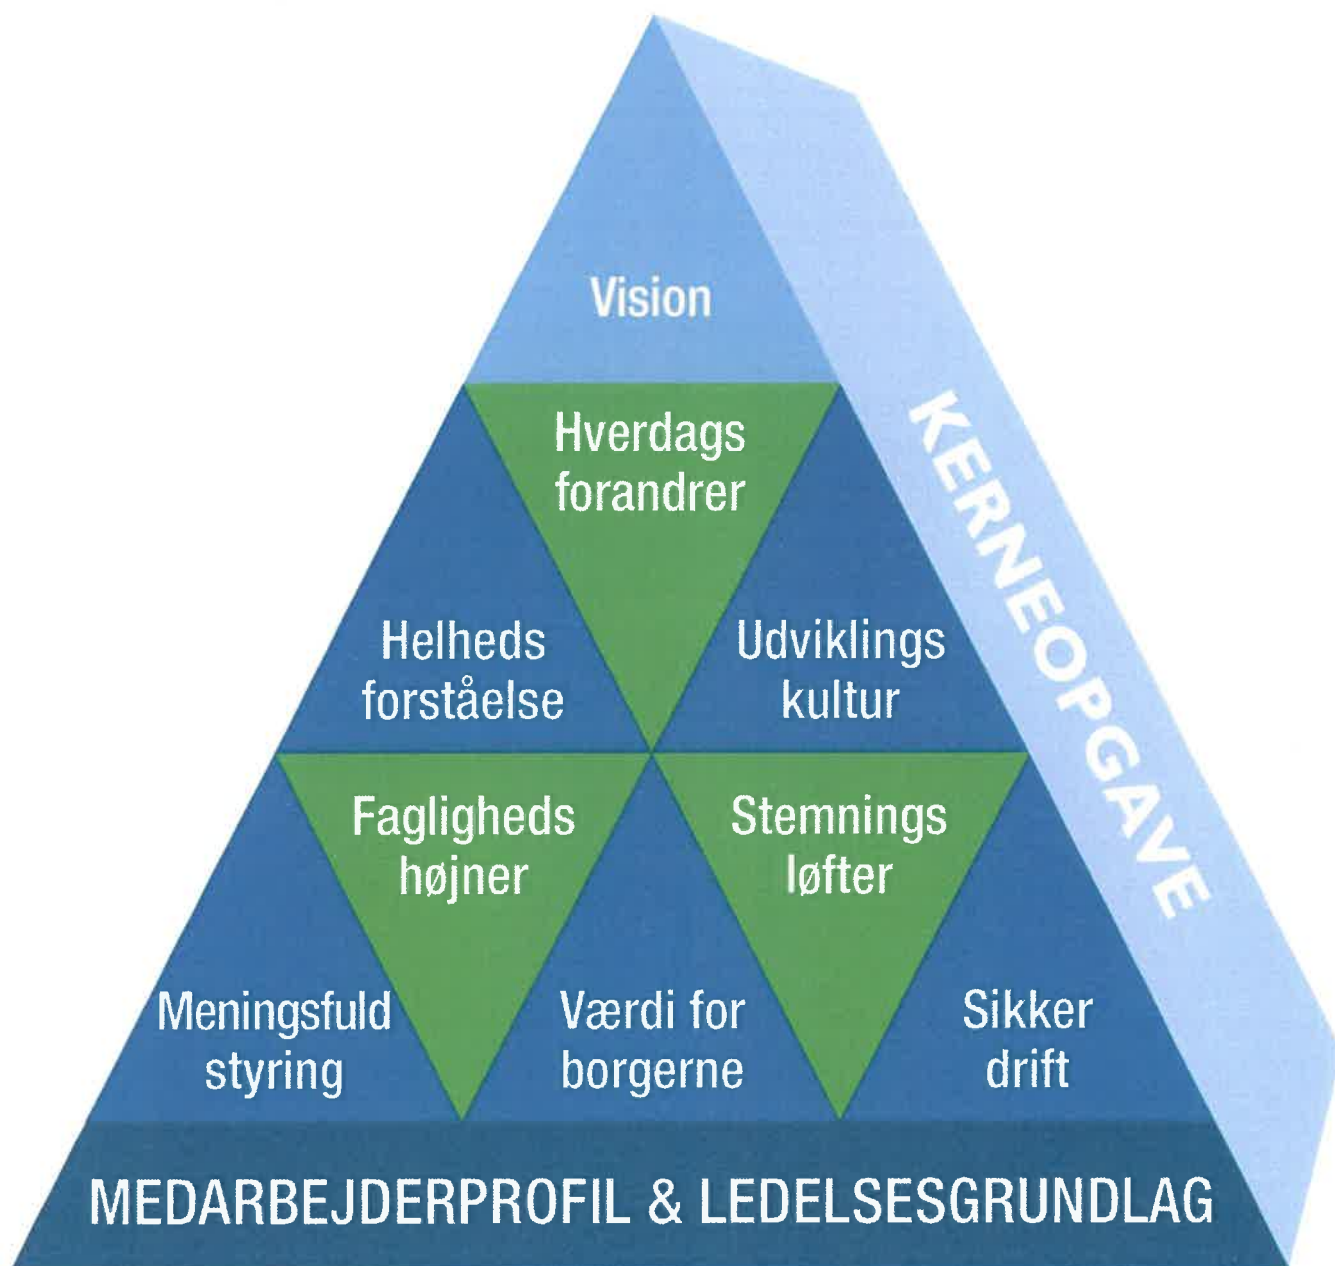 Vision
Hverdags
forandrer
Helheds
forståelse
Udviklings
kultur
Fagligheds
højner
Stemnings
løfter
Meningsfuld
styring
Værdi for
borgerne
Sikker
drift
MEDARBEJDERPROFIL & LEDELSESGRUNDLAG
KERNEOPGAVE